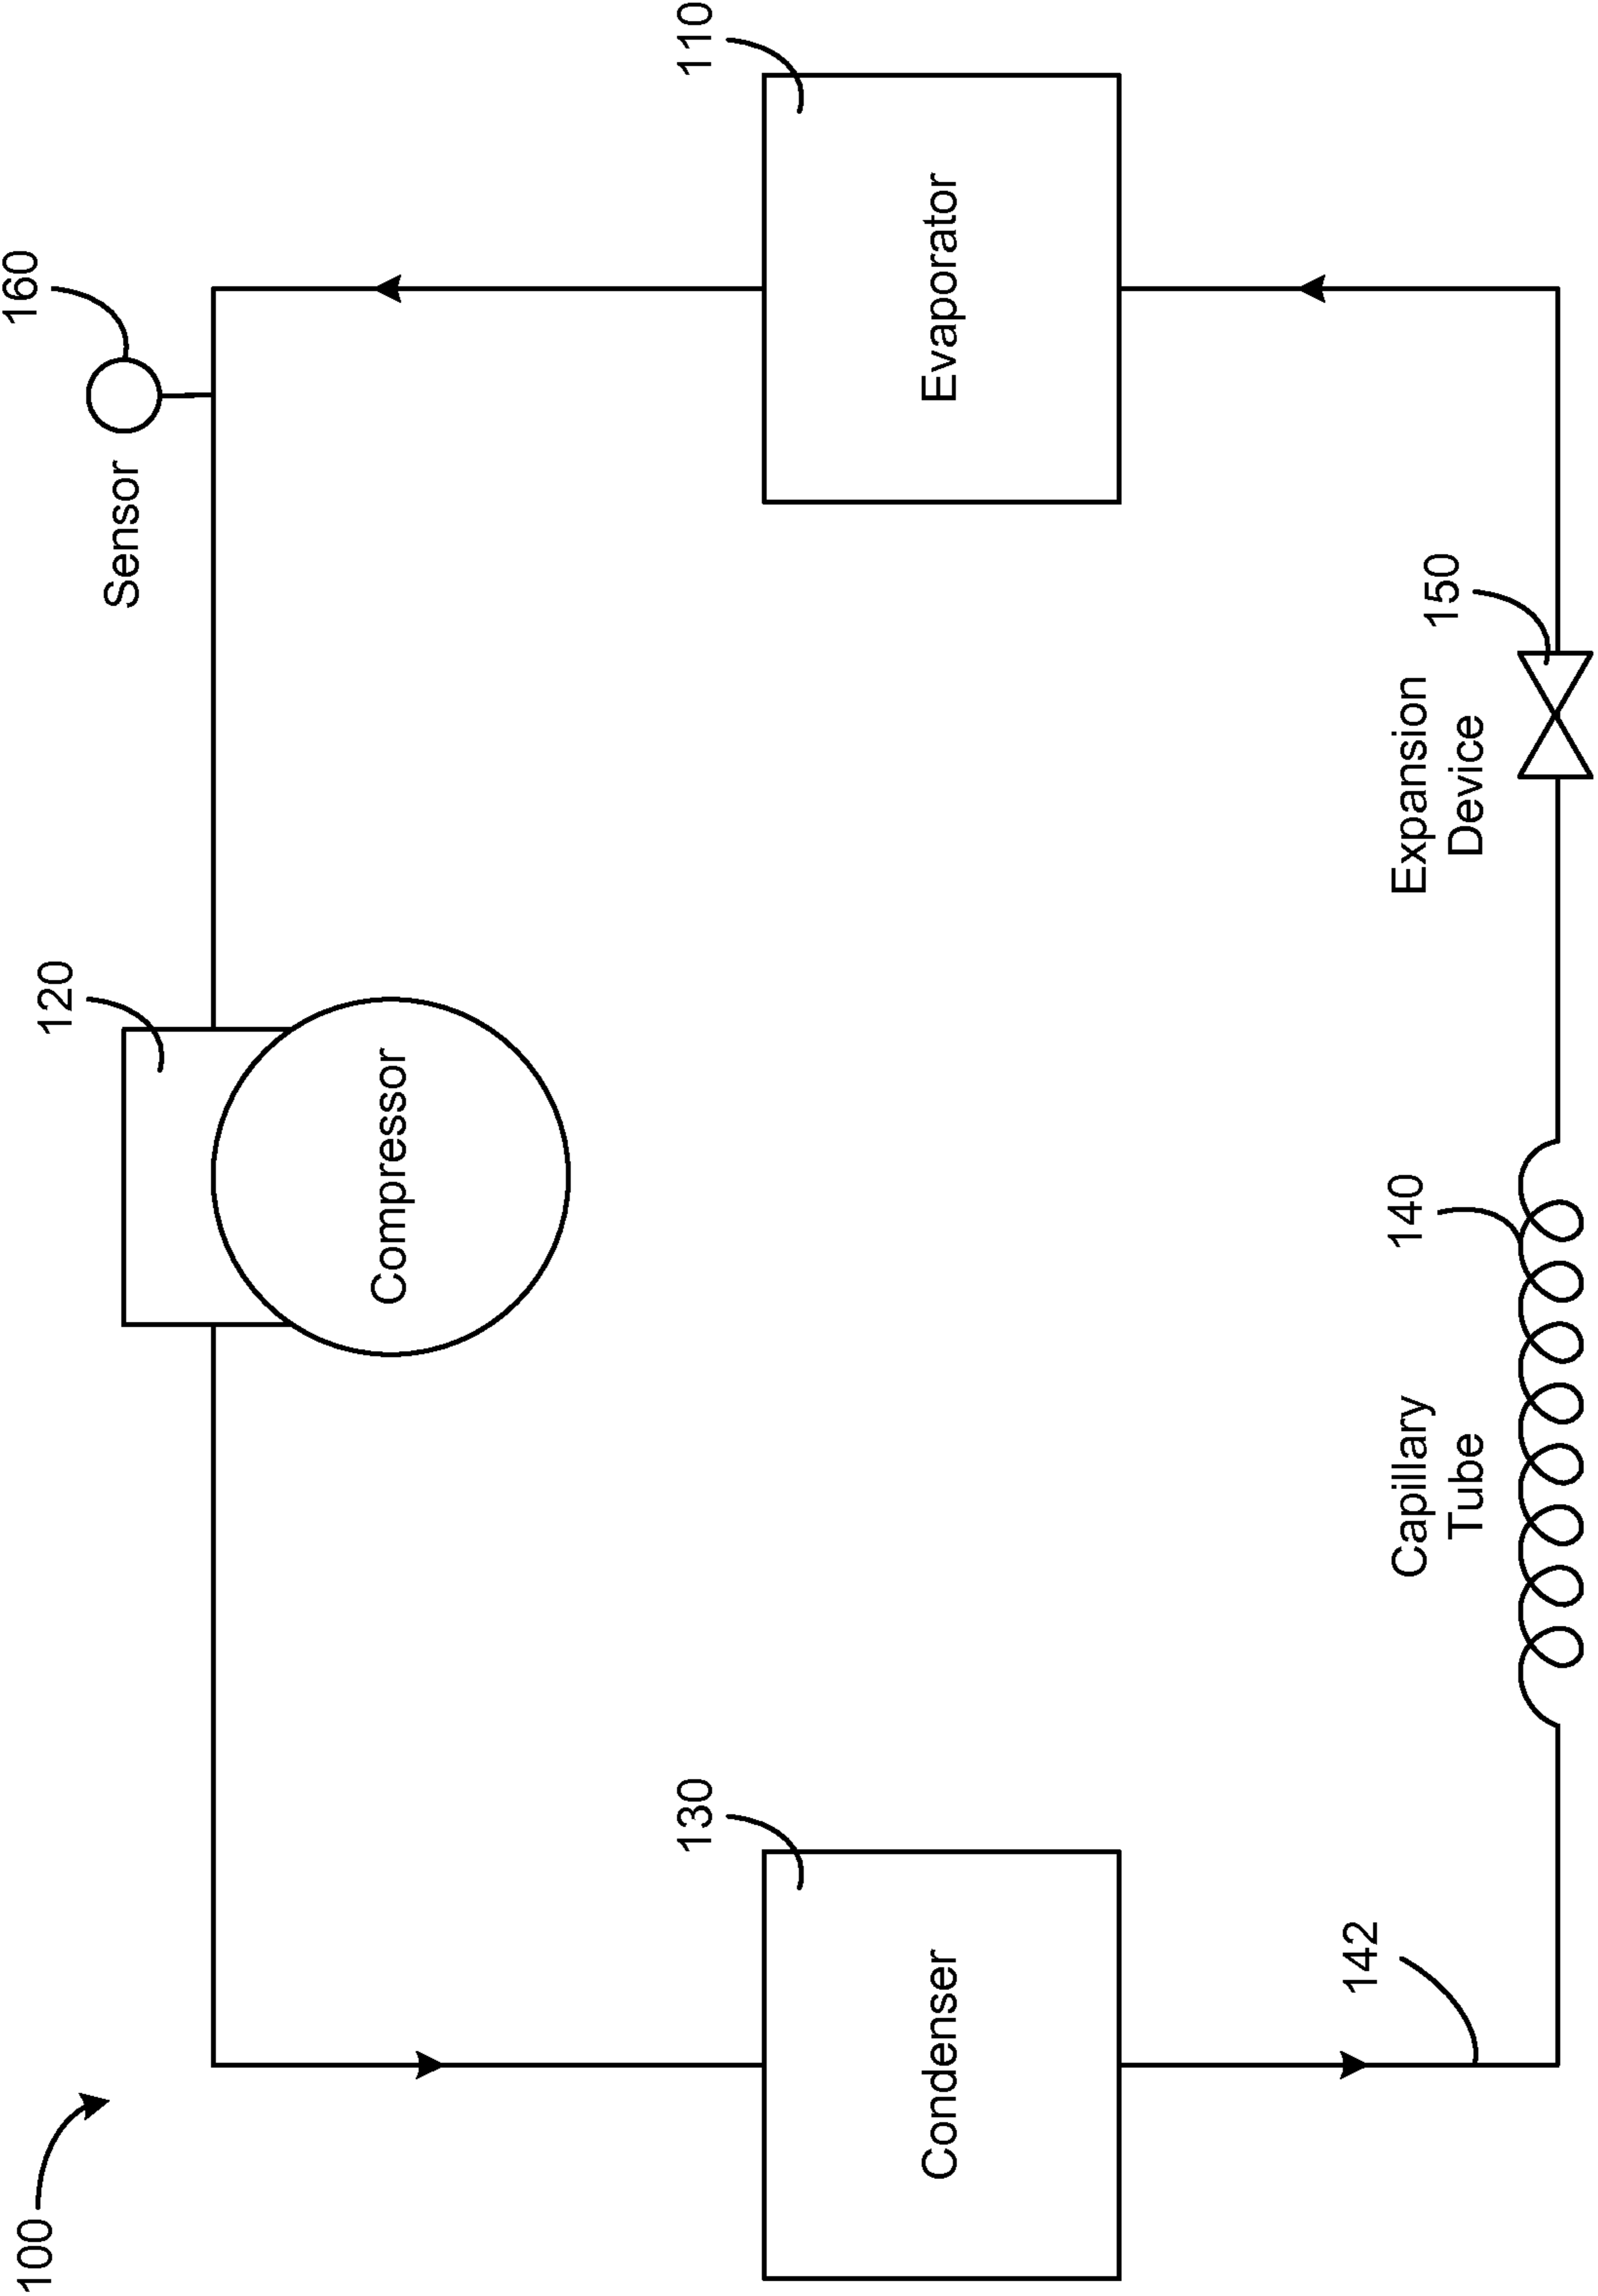 100
120
160
Sensor
Compressor
130
110
Condenser
Evaporator
142
Capillary
Tube
140
Expansion
Device
150